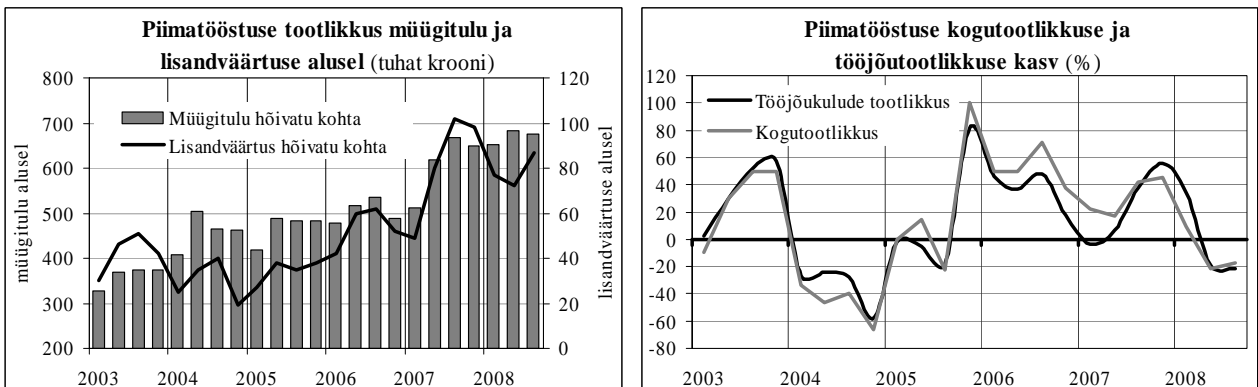 Piimatööstuse tootlikkus müügitulu ja
lisandväärtuse alusel (tuhat krooni)
800
700
600
500
400
300
200
müügitulu alusel
120
100
80
60
40
20
0
lisandväärtuse alusel
Müügitulu hõivatu kohta
Lisandväärtus hõivatu kohta
2003 2004 2005 2006 2007 2008
Piimatööstuse kogutootlikkuse ja
tööjõutootlikkuse kasv (%)
120
100
80
60
40
20
0
-20
-40
-60
-80
Tööjõukulude tootlikkus
Kogutootlikkus
2003 2004 2005 2006 2007 2008